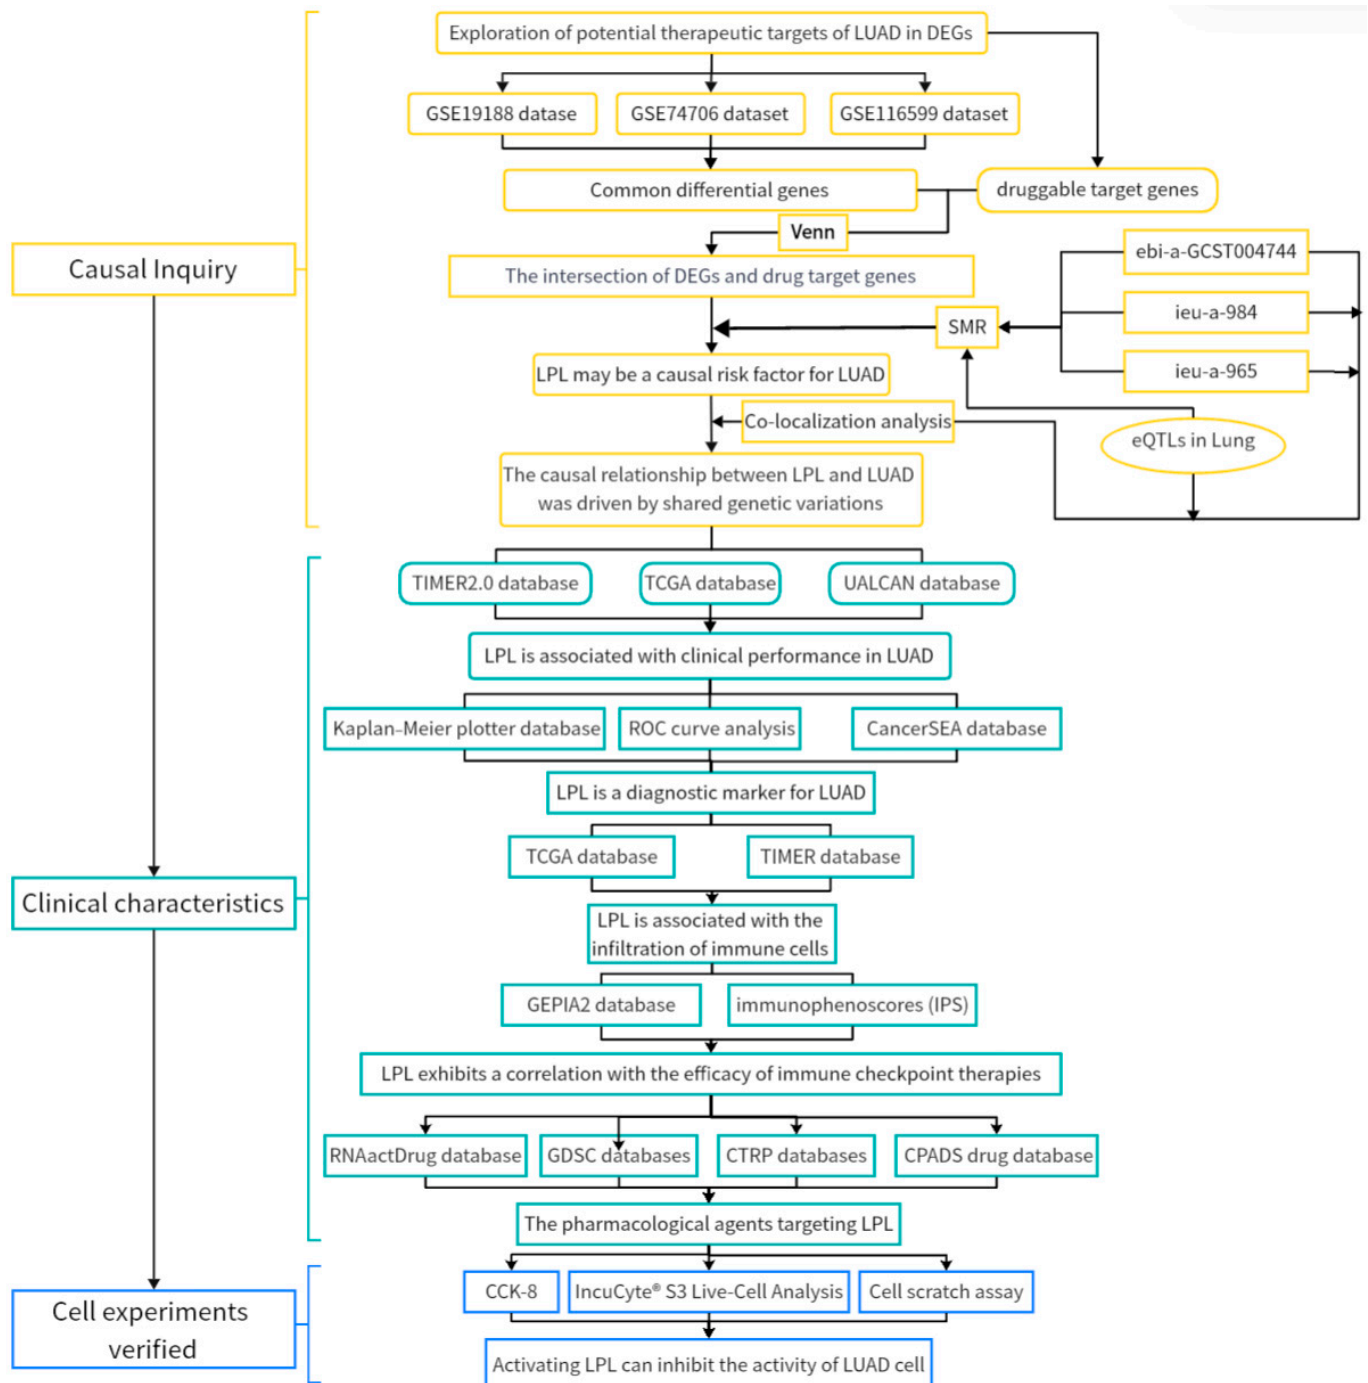 Exploration of potential therapeutic targets of LUAD in DEGs
GSE19188 datase
GSE74706 dataset
GSE116599 dataset
Common differential genes
druggable target genes
Venn
ebi-a-GCST004744
Causal Inquiry
The intersection of DEGs and drug target genes
ieu-a-984
SMR
ieu-a-965
LPL may be a causal risk factor for LUAD
Co-localization analysis
eQTLs in Lung
The causal relationship between LPL and LUAD
was driven by shared genetic variations
TIMER2.0 database
TCGA database
UALCAN database
LPL is associated with clinical performance in LUAD
Kaplan-Meier plotter database
ROC curve analysis
CancerSEA database
LPL is a diagnostic marker for LUAD
TCGA database
TIMER database
Clinical characteristics
LPL is associated with the
infiltration of immune cells
GEPIA2 database
immunophenoscores (IPS)
LPL exhibits a correlation with the efficacy of immune checkpoint therapies
RNAactDrug database
GDSC databases
CTRP databases
CPADS drug database
The pharmacological agents targeting LPL
CCK-8
IncuCyte® S3 Live-Cell Analysis
Cell scratch assay
Cell experiments
verified
Activating LPL can inhibit the activity of LUAD cell